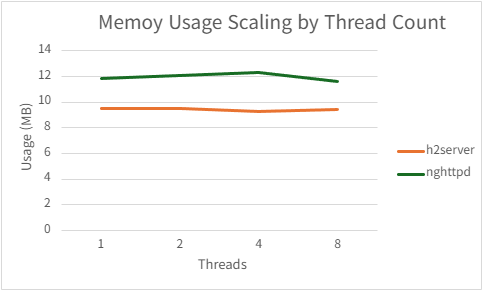 Memoy Usage Scaling by Thread Count
14
12
10
8
6
4
2
0
Usage (MB)
1 2 4 8
Threads
h2server
nghttpd